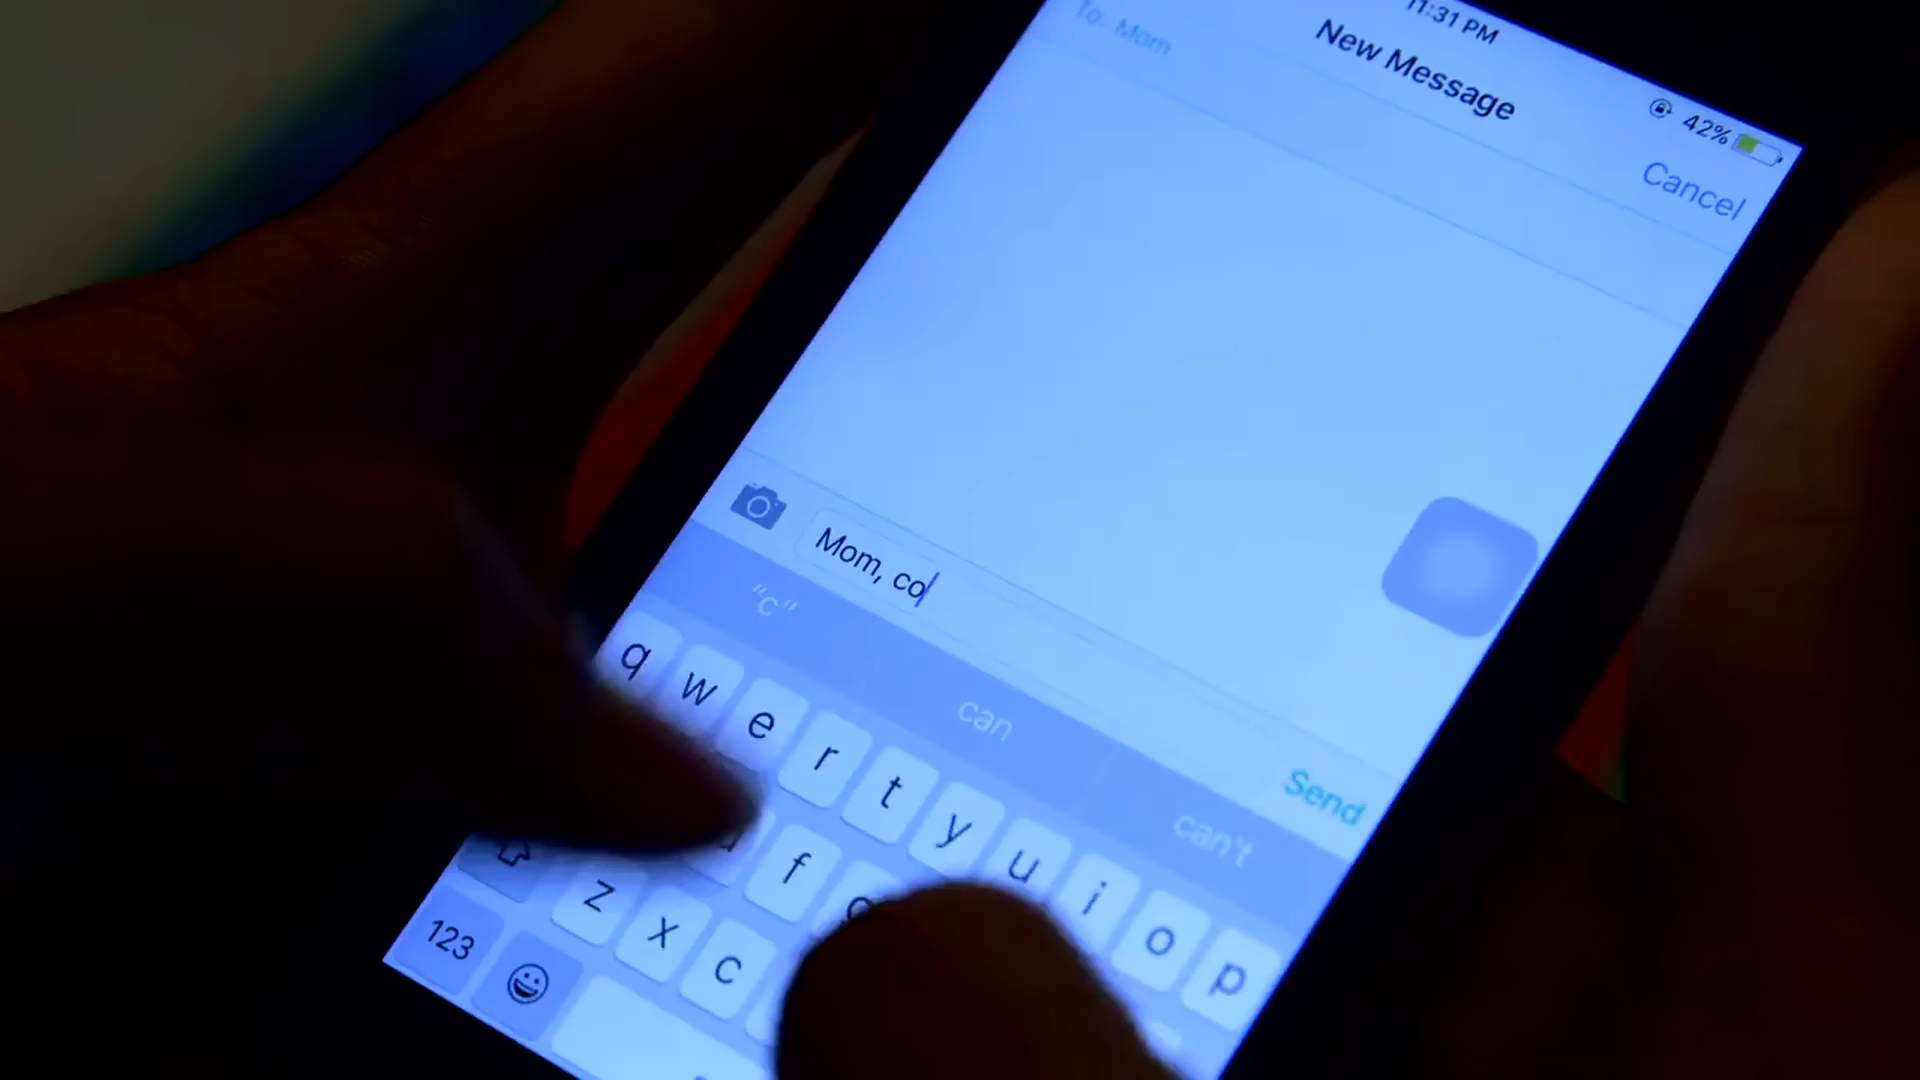 11:31 PM
42%
New Message
Cancel
To: Mom
Mom, co
Send
"c" can can't
q w e r t y u i o p
f
z x c
123